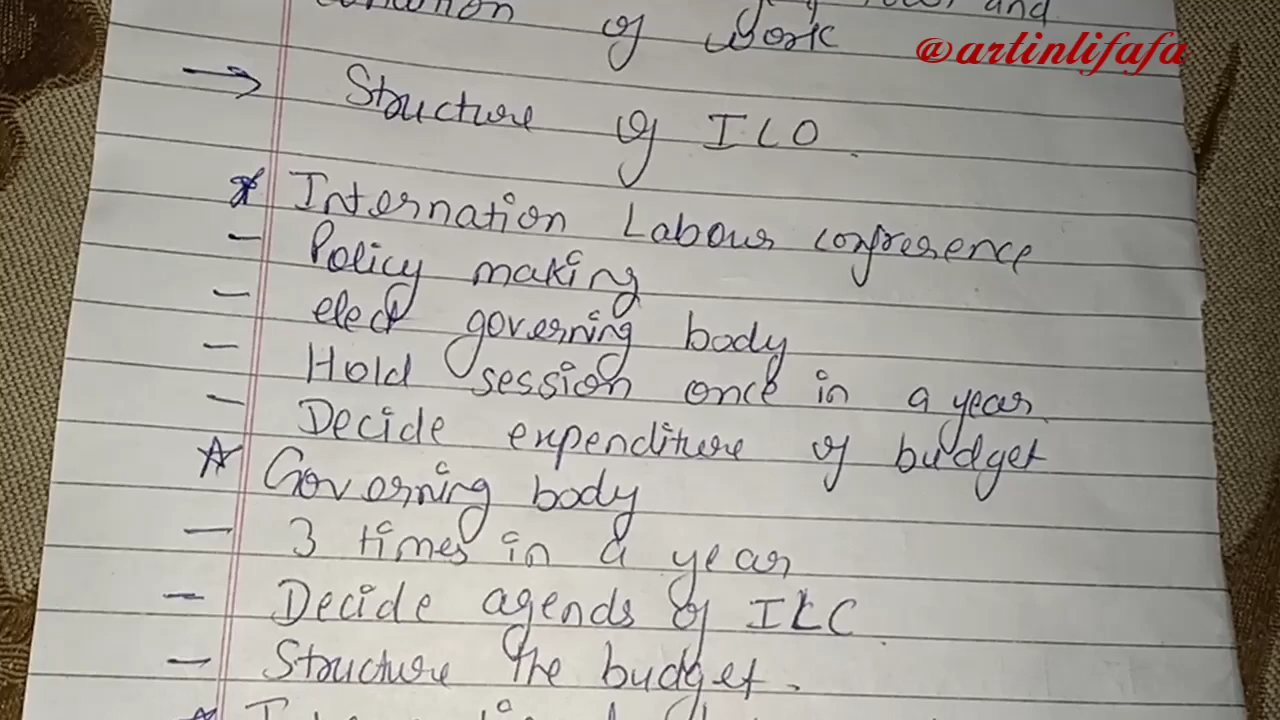 and
of Work
@artinlifafa
→ Structure of ILO.
* Internation Labour conference
- Policy making
- elect governing body
- Hold session once in a year.
- Decide expenditure of budget
☆ Governing body
- 3 times in a year
- Decide agends of ILC.
- Structure the budget.